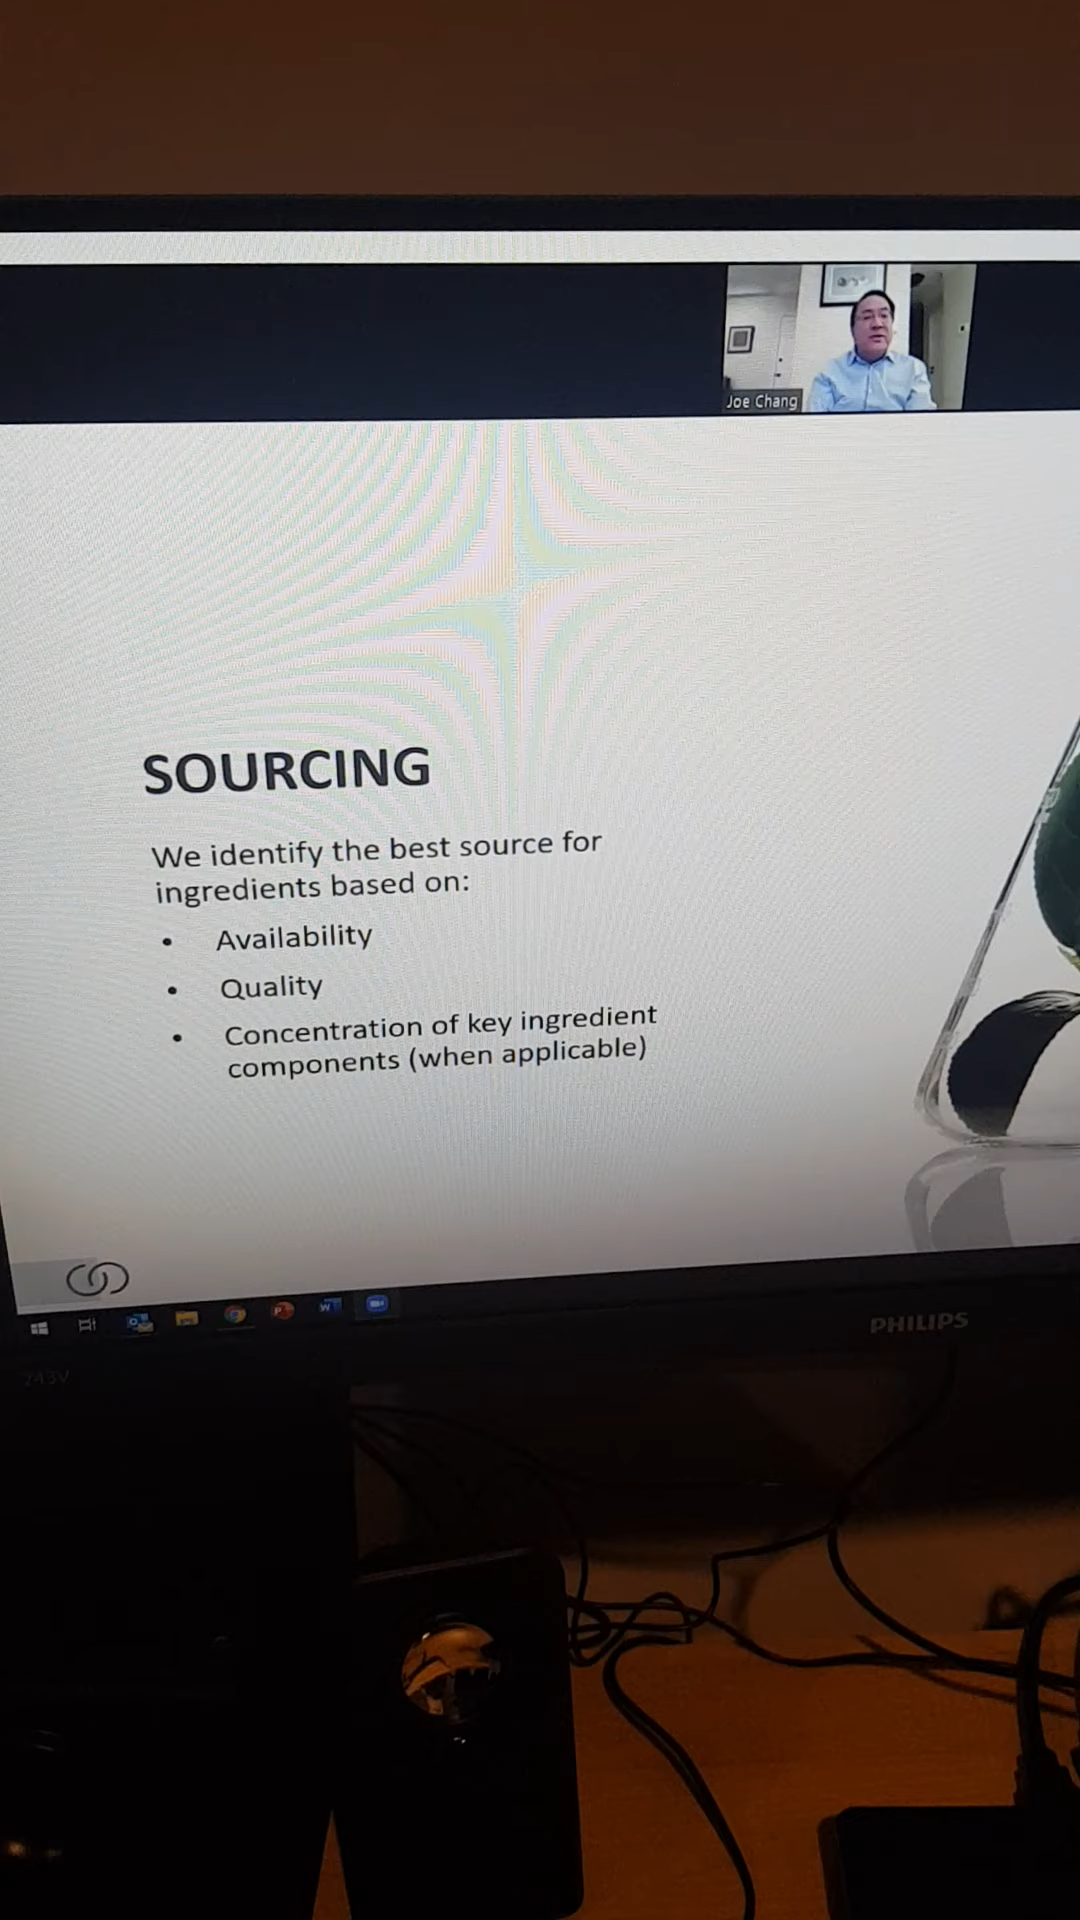 Joe Chang
SOURCING
We identify the best source for
ingredients based on:
• Availability
• Quality
• Concentration of key ingredient
components (when applicable)
PHILIPS
243V